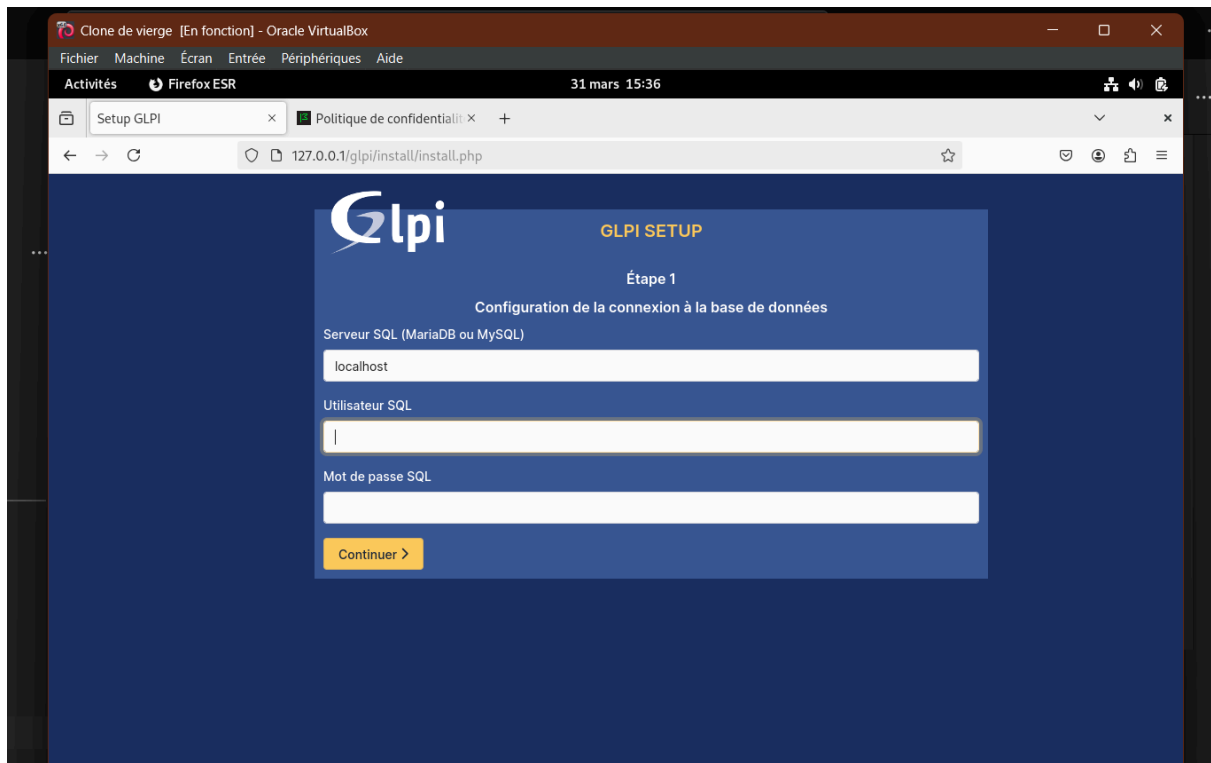 Clone de vierge [En fonction] - Oracle VirtualBox
Fichier Machine Écran Entrée Périphériques Aide
Activités Firefox ESR 31 mars 15:36
Setup GLPI Politique de confidentialit
127.0.0.1/glpi/install/install.php
Glpi
GLPI SETUP
Étape 1
Configuration de la connexion à la base de données
Serveur SQL (MariaDB ou MySQL)
localhost
Utilisateur SQL
Mot de passe SQL
Continuer